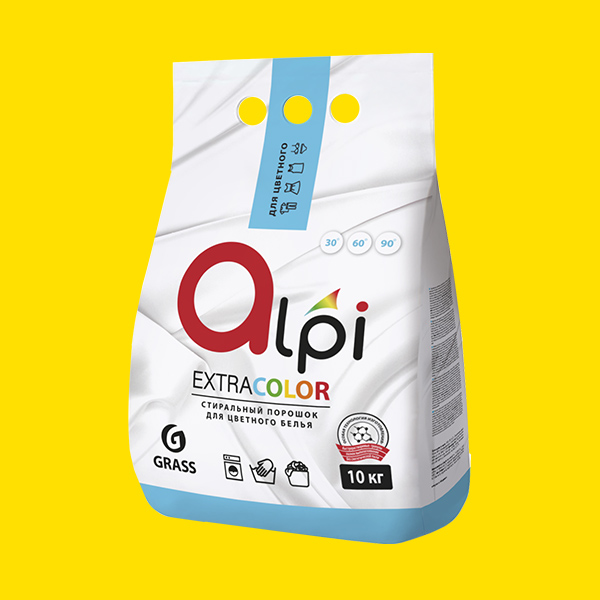 ДЛЯ ЦВЕТНОГО
30° 60° 90°
alpi
EXTRACOLOR
СТИРАЛЬНЫЙ ПОРОШОК
ДЛЯ ЦВЕТНОГО БЕЛЬЯ
GRASS
10 КГ